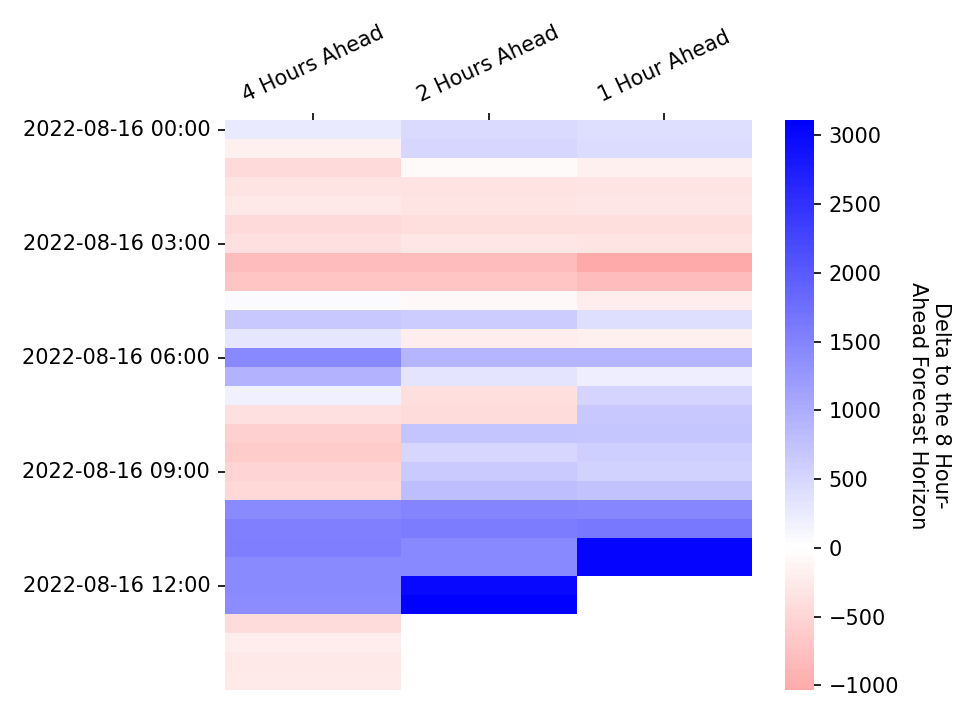 4 Hours Ahead
2 Hours Ahead
1 Hour Ahead
2022-08-16 00:00
2022-08-16 03:00
2022-08-16 06:00
2022-08-16 09:00
2022-08-16 12:00
3000
2500
2000
1500
1000
500
0
−500
−1000
Delta to the 8 Hour-
Ahead Forecast Horizon